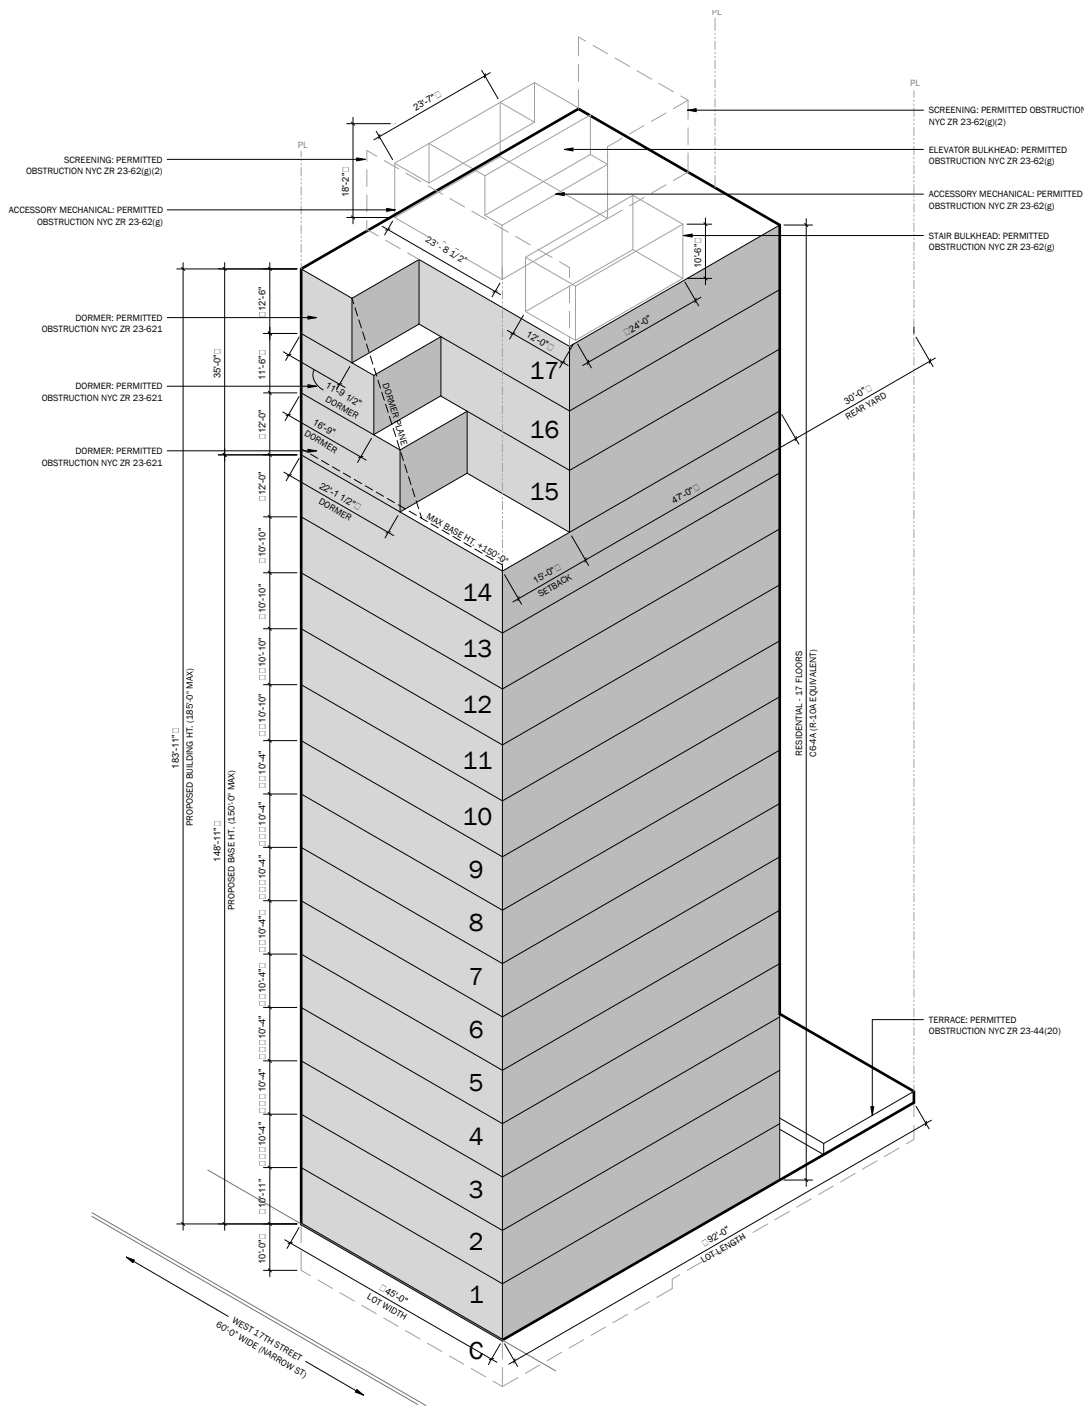 PL
PL
PL
23'-7"
18'-2"
SCREENING: PERMITTED
OBSTRUCTION NYC ZR 23-62(g)(2)
ACCESSORY MECHANICAL: PERMITTED
OBSTRUCTION NYC ZR 23-62(g)
SCREENING: PERMITTED OBSTRUCTION
NYC ZR 23-62(g)(2)
ELEVATOR BULKHEAD: PERMITTED
OBSTRUCTION NYC ZR 23-62(g)
ACCESSORY MECHANICAL: PERMITTED
OBSTRUCTION NYC ZR 23-62(g)
STAIR BULKHEAD: PERMITTED
OBSTRUCTION NYC ZR 23-62(g)
23'- 8 1/2"
10'-6"
12'-0"
24'-0"
DORMER: PERMITTED
OBSTRUCTION NYC ZR 23-621
DORMER: PERMITTED
OBSTRUCTION NYC ZR 23-621
DORMER: PERMITTED
OBSTRUCTION NYC ZR 23-621
35'-0"
12'-6"
11'-6"
12'-0"
12'-0"
10'-10"
10'-10"
10'-10"
10'-10"
10'-4"
10'-4"
10'-4"
10'-4"
10'-4"
10'-4"
10'-4"
10'-4"
10'-11"
10'-0"
11'-9 1/2"
DORMER
16'-9"
DORMER
22'-1 1/2"
DORMER
DORMER PLANE
MAX BASE HT. +150'-0"
15'-0"
SETBACK
47'-0"
30'-0"
REAR YARD
17
16
15
14
13
12
11
10
9
8
7
6
5
4
3
2
1
C
183'-11"
PROPOSED BUILDING HT. (185'-0" MAX)
148'-11"
PROPOSED BASE HT. (150'-0" MAX)
RESIDENTIAL - 17 FLOORS
C6-4A (R-10A EQUIVALENT)
TERRACE: PERMITTED
OBSTRUCTION NYC ZR 23-44(20)
92'-0"
LOT LENGTH
45'-0"
LOT WIDTH
WEST 17TH STREET
60'-0" WIDE (NARROW ST)